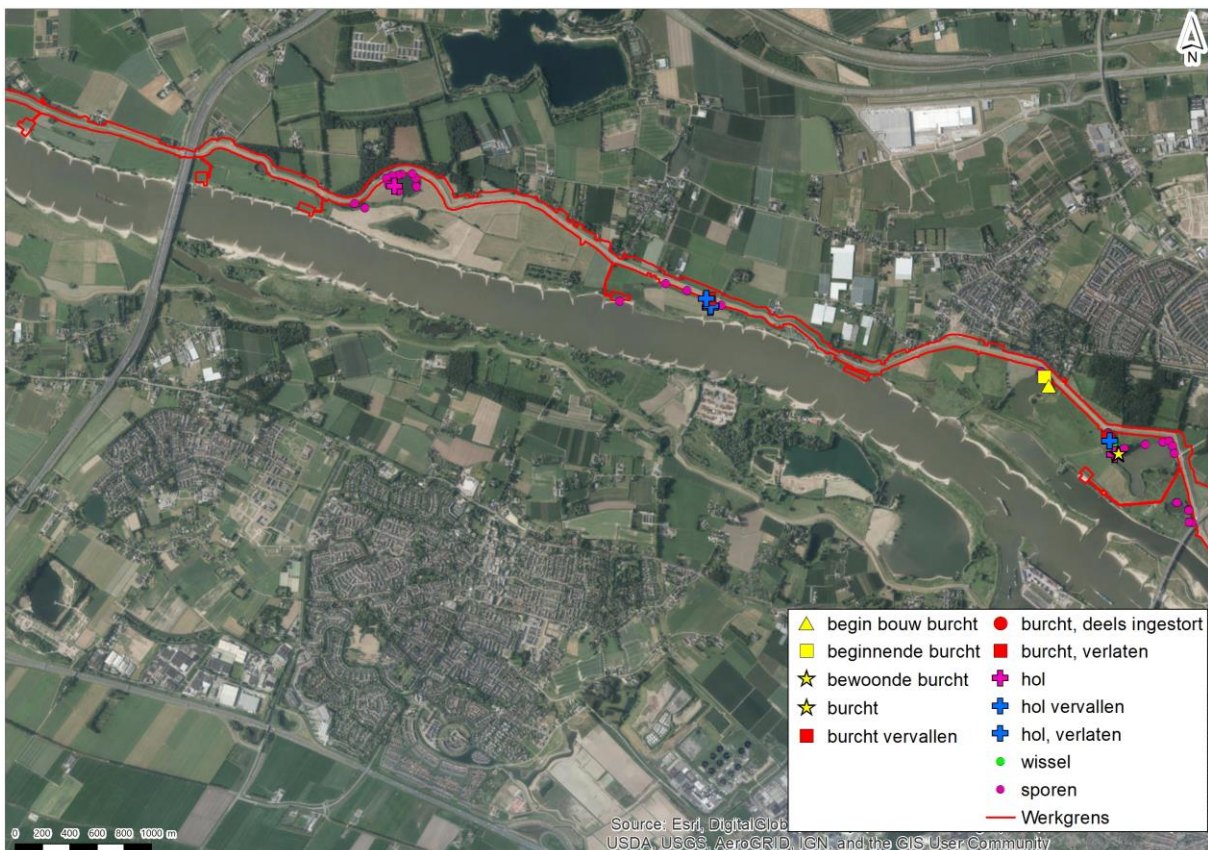 N
begin bouw burcht
beginnende burcht
bewoonde burcht
burcht
burcht vervallen
burcht, deels ingestort
burcht, verlaten
hol
hol vervallen
hol, verlaten
wissel
sporen
Werkgrens
0 200 400 600 800 1000 m
Source: Esri, DigitalGlob
USDA, USGS, AeroGRID, IGN, and the GIS User Community